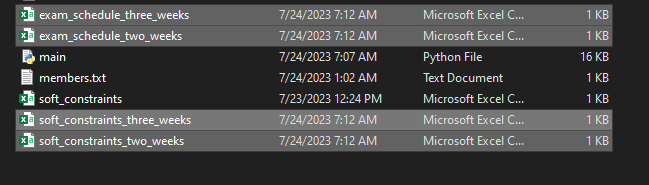 exam_schedule_three_weeks 7/24/2023 7:12 AM Microsoft Excel C... 1 KB
exam_schedule_two_weeks 7/24/2023 7:12 AM Microsoft Excel C... 1 KB
main 7/24/2023 7:07 AM Python File 16 KB
members.txt 7/24/2023 1:02 AM Text Document 1 KB
soft_constraints 7/23/2023 12:24 PM Microsoft Excel C... 1 KB
soft_constraints_three_weeks 7/24/2023 7:12 AM Microsoft Excel C... 1 KB
soft_constraints_two_weeks 7/24/2023 7:12 AM Microsoft Excel C... 1 KB